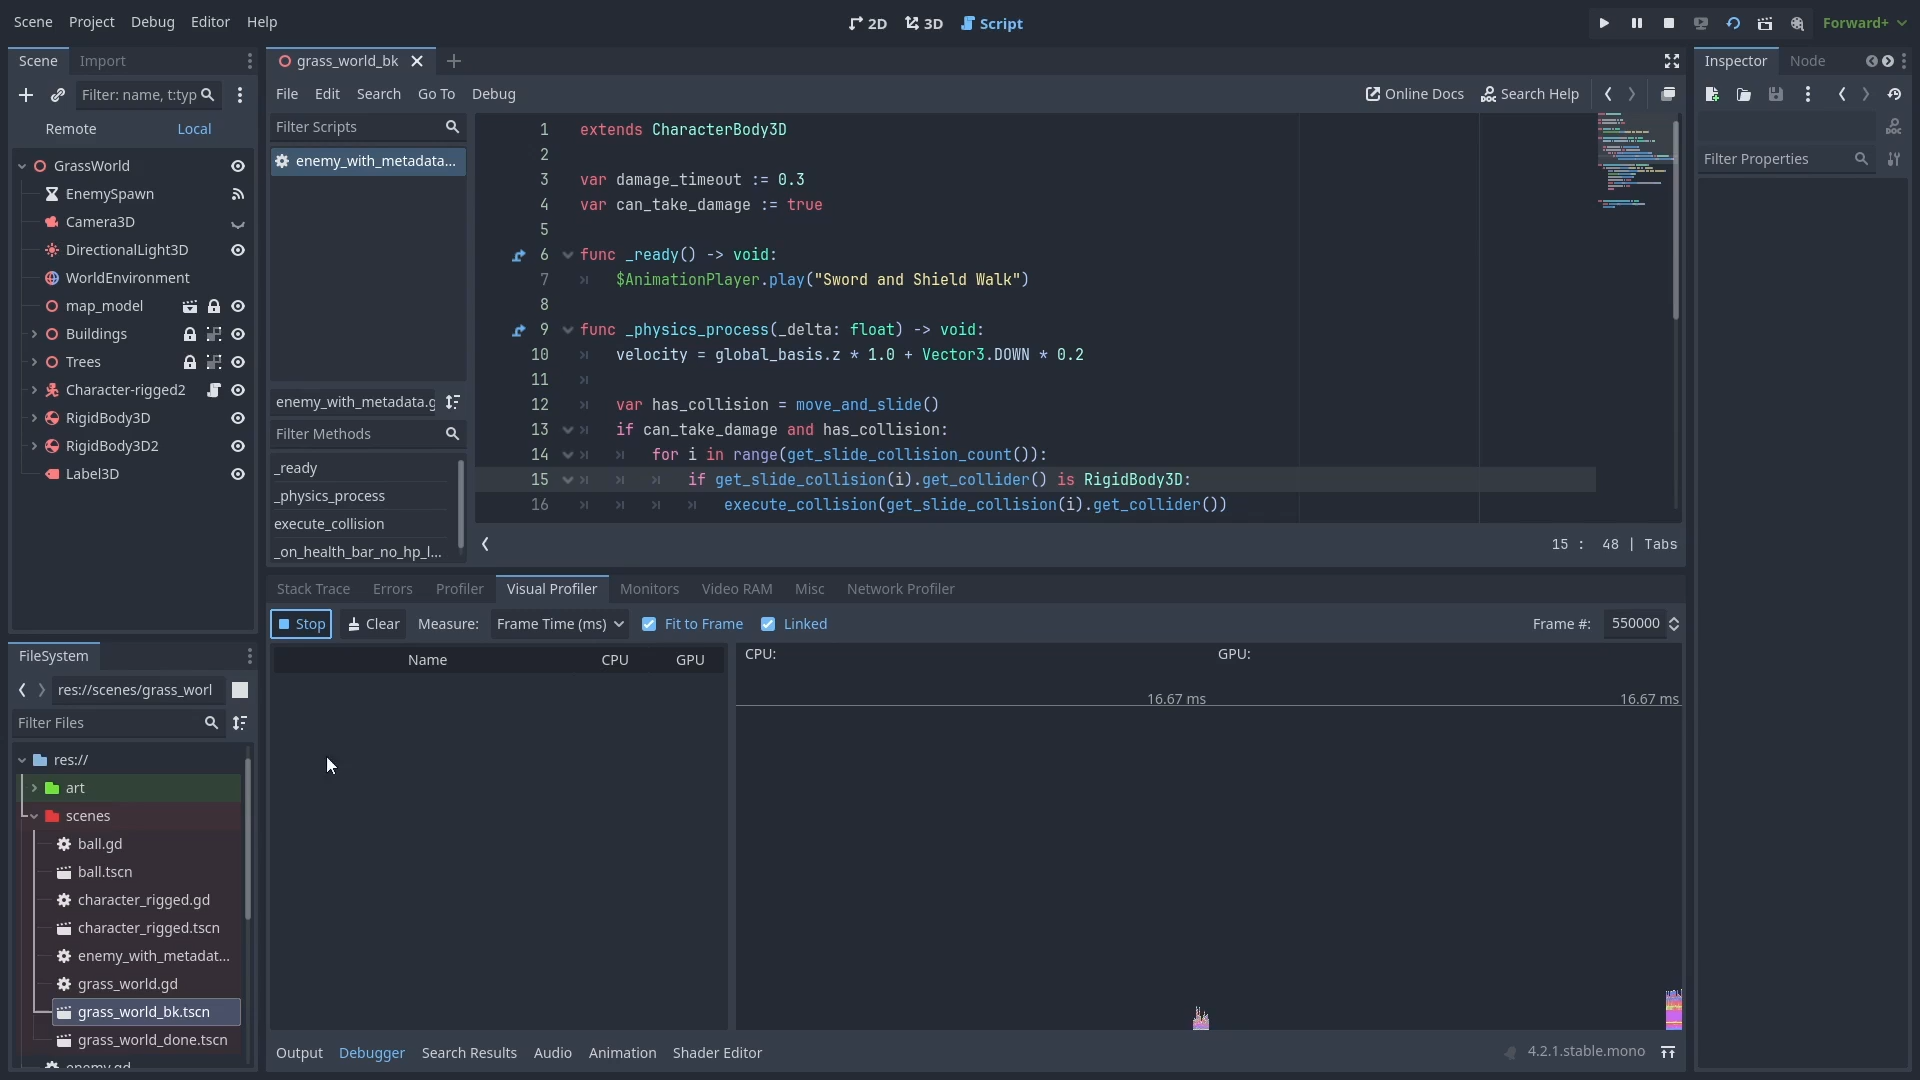 Scene Project Debug Editor Help
2D 3D Script
Forward+
Scene Import
Filter: name, t:typ
Remote Local
GrassWorld
EnemySpawn
Camera3D
DirectionalLight3D
WorldEnvironment
map_model
Buildings
Trees
Character-rigged2
RigidBody3D
RigidBody3D2
Label3D
FileSystem
res://scenes/grass_worl
Filter Files
res://
art
scenes
ball.gd
ball.tscn
character_rigged.gd
character_rigged.tscn
enemy_with_metadat...
grass_world.gd
grass_world_bk.tscn
grass_world_done.tscn
enemy.gd
grass_world_bk
File Edit Search Go To Debug
Online Docs Search Help
Filter Scripts
enemy_with_metadata...
enemy_with_metadata.g
Filter Methods
_ready
_physics_process
execute_collision
_on_health_bar_no_hp_l...
1 extends CharacterBody3D
2
3 var damage_timeout := 0.3
4 var can_take_damage := true
5
6 func _ready() -> void:
7 $AnimationPlayer.play("Sword and Shield Walk")
8
9 func _physics_process(_delta: float) -> void:
10 velocity = global_basis.z * 1.0 + Vector3.DOWN * 0.2
11
12 var has_collision = move_and_slide()
13 if can_take_damage and has_collision:
14 for i in range(get_slide_collision_count()):
15 if get_slide_collision(i).get_collider() is RigidBody3D:
16 execute_collision(get_slide_collision(i).get_collider())
15 : 48 | Tabs
Stack Trace Errors Profiler Visual Profiler Monitors Video RAM Misc Network Profiler
Stop Clear Measure: Frame Time (ms) Fit to Frame Linked Frame #: 550000
Name CPU GPU
CPU: GPU:
16.67 ms 16.67 ms
Output Debugger Search Results Audio Animation Shader Editor
4.2.1.stable.mono
Inspector Node
Filter Properties